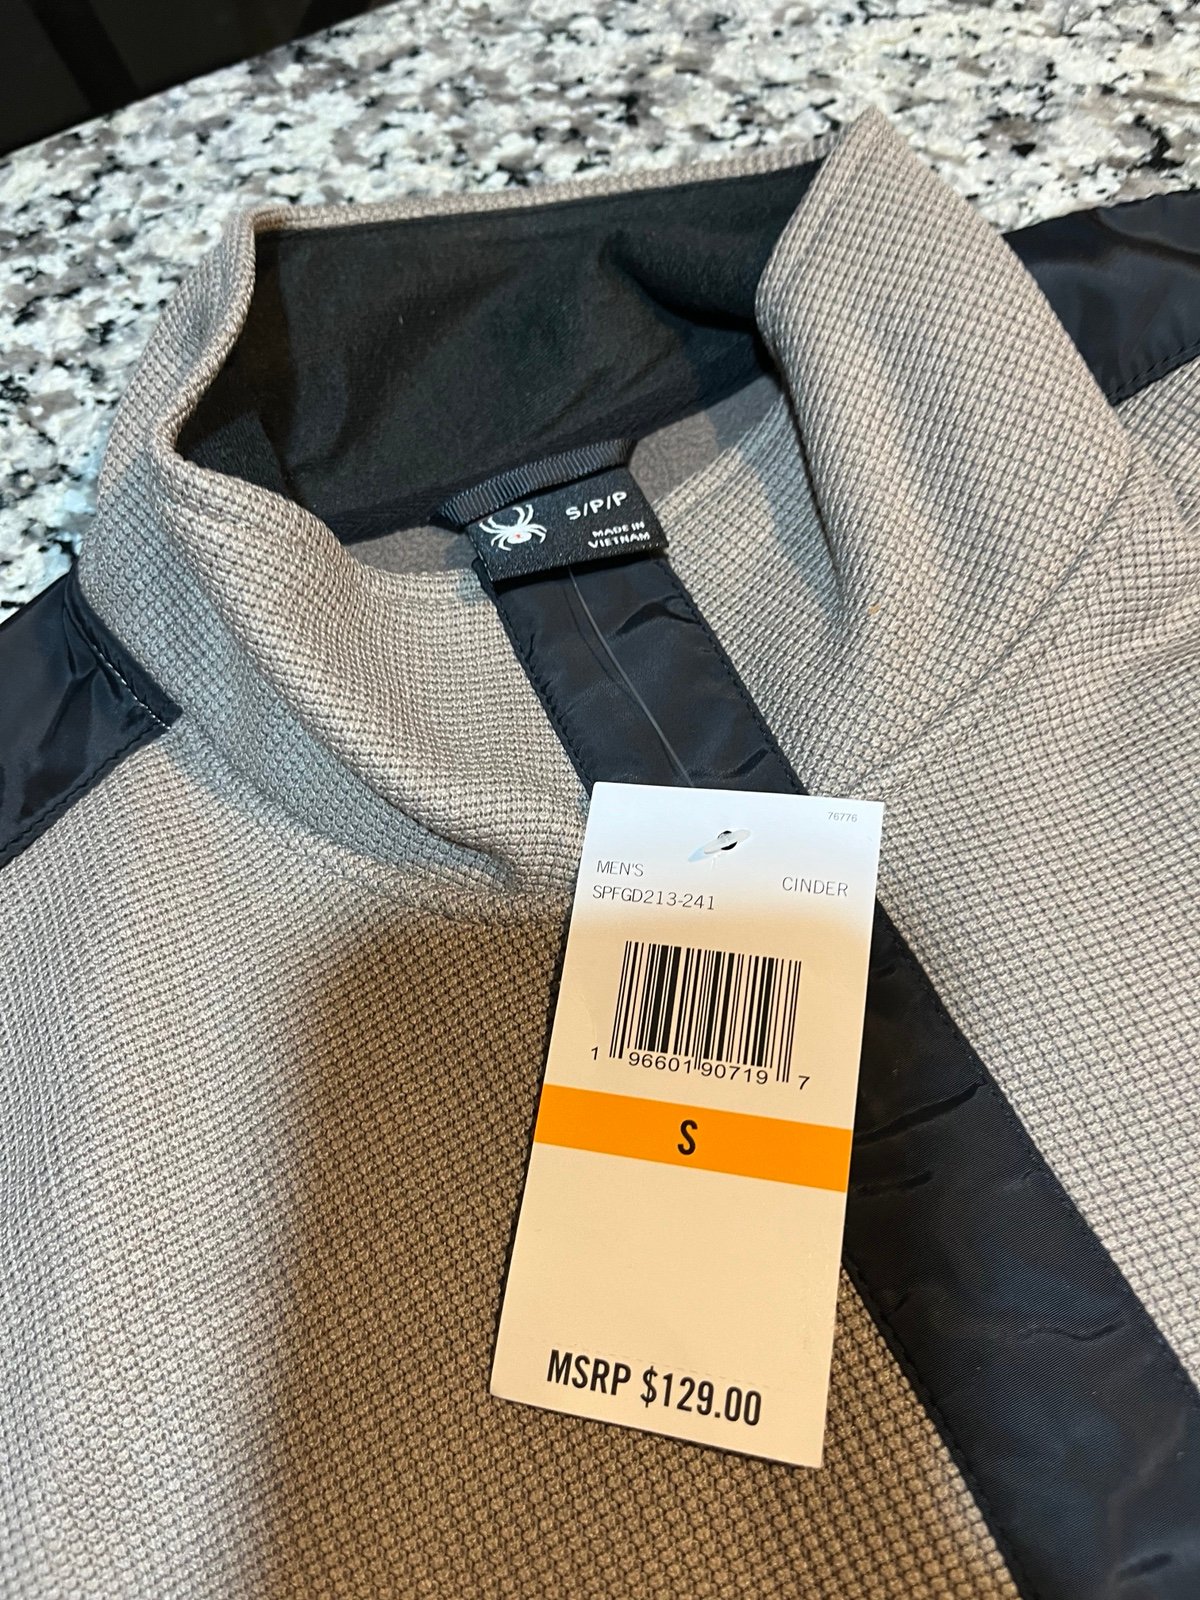 S/P/P
MADE IN
VIETNAM
76776
MEN'S
CINDER
SPFGD213-241
1 96601 90719 7
S
MSRP $129.00